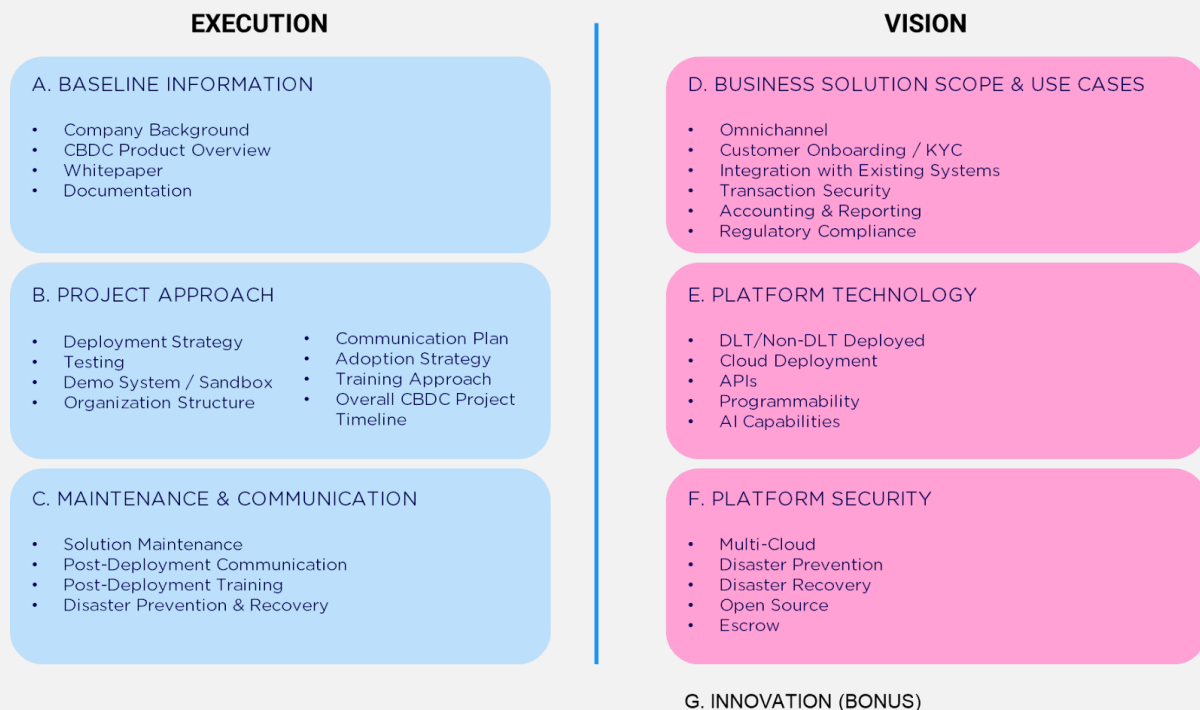 EXECUTION
A. BASELINE INFORMATION
• Company Background
• CBDC Product Overview
• Whitepaper
• Documentation
B. PROJECT APPROACH
• Deployment Strategy
• Testing
• Demo System / Sandbox
• Organization Structure
• Communication Plan
• Adoption Strategy
• Training Approach
• Overall CBDC Project
Timeline
C. MAINTENANCE & COMMUNICATION
• Solution Maintenance
• Post-Deployment Communication
• Post-Deployment Training
• Disaster Prevention & Recovery
VISION
D. BUSINESS SOLUTION SCOPE & USE CASES
• Omnichannel
• Customer Onboarding / KYC
• Integration with Existing Systems
• Transaction Security
• Accounting & Reporting
• Regulatory Compliance
E. PLATFORM TECHNOLOGY
• DLT/Non-DLT Deployed
• Cloud Deployment
• APIs
• Programmability
• AI Capabilities
F. PLATFORM SECURITY
• Multi-Cloud
• Disaster Prevention
• Disaster Recovery
• Open Source
• Escrow
G. INNOVATION (BONUS)